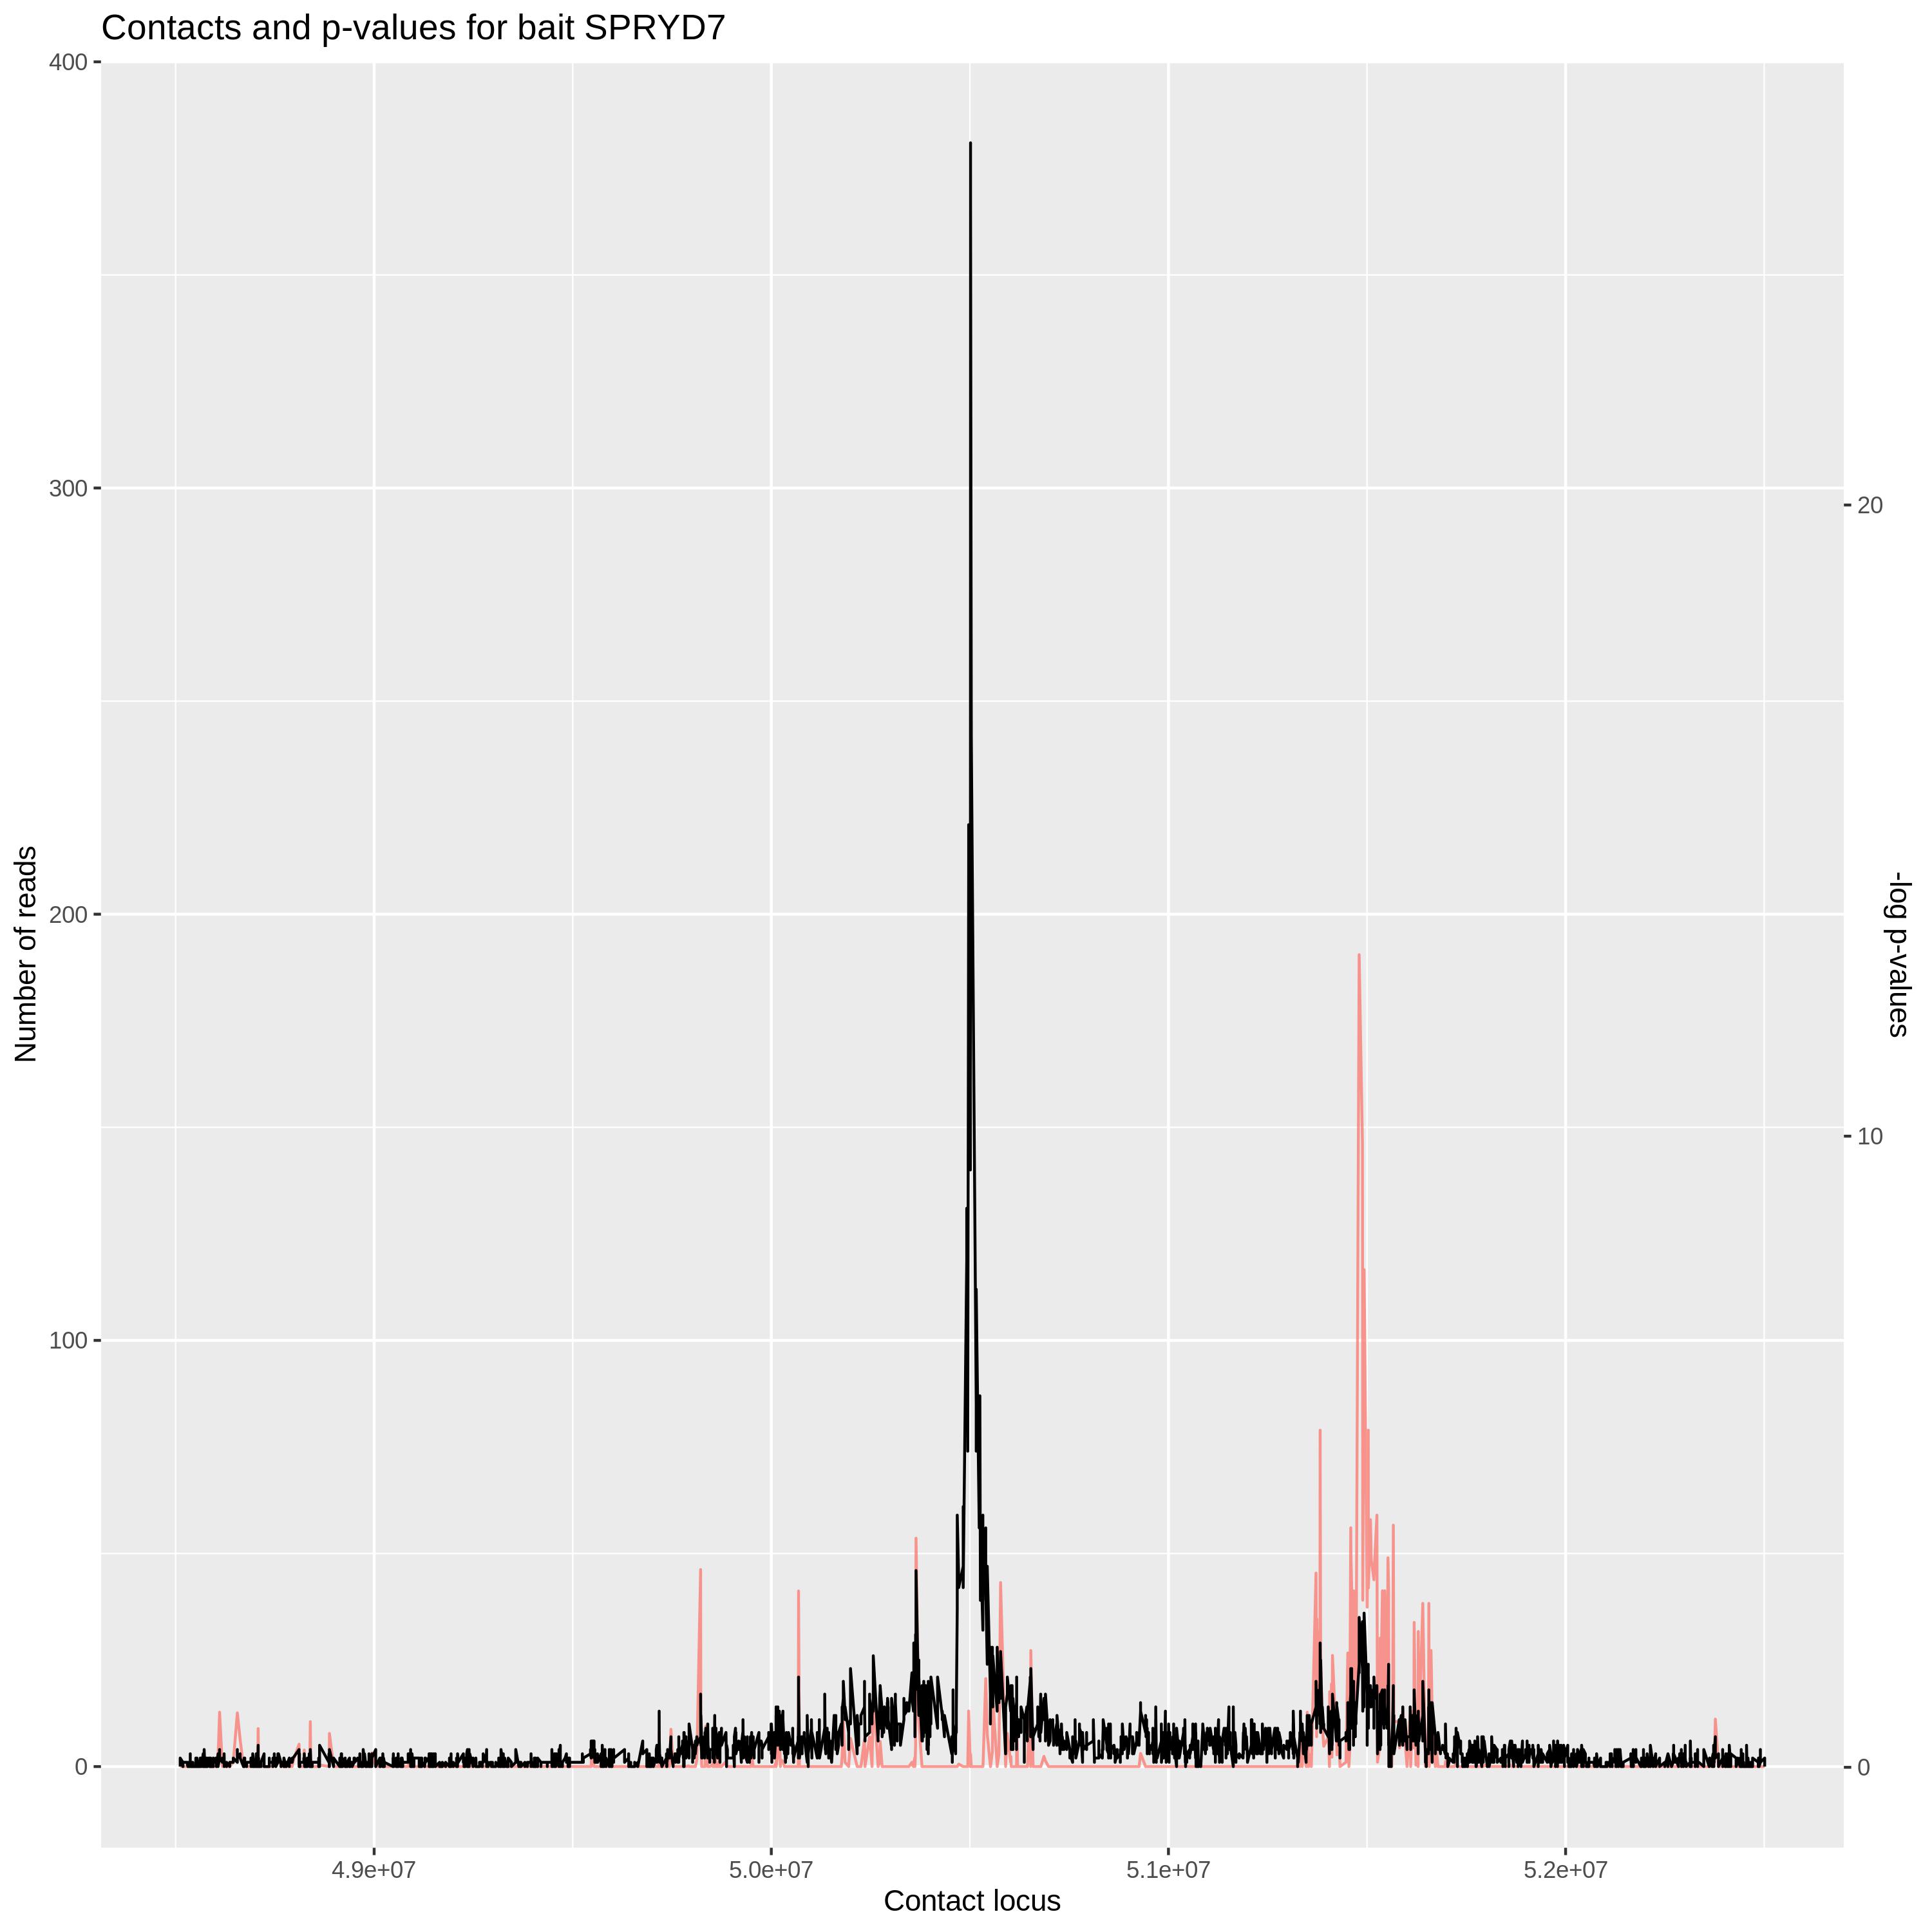 Contacts and p-values for bait SPRYD7
400
300
200
100
0
Number of reads
20
10
0
-log p-values
4.9e+07
5.0e+07
5.1e+07
5.2e+07
Contact locus